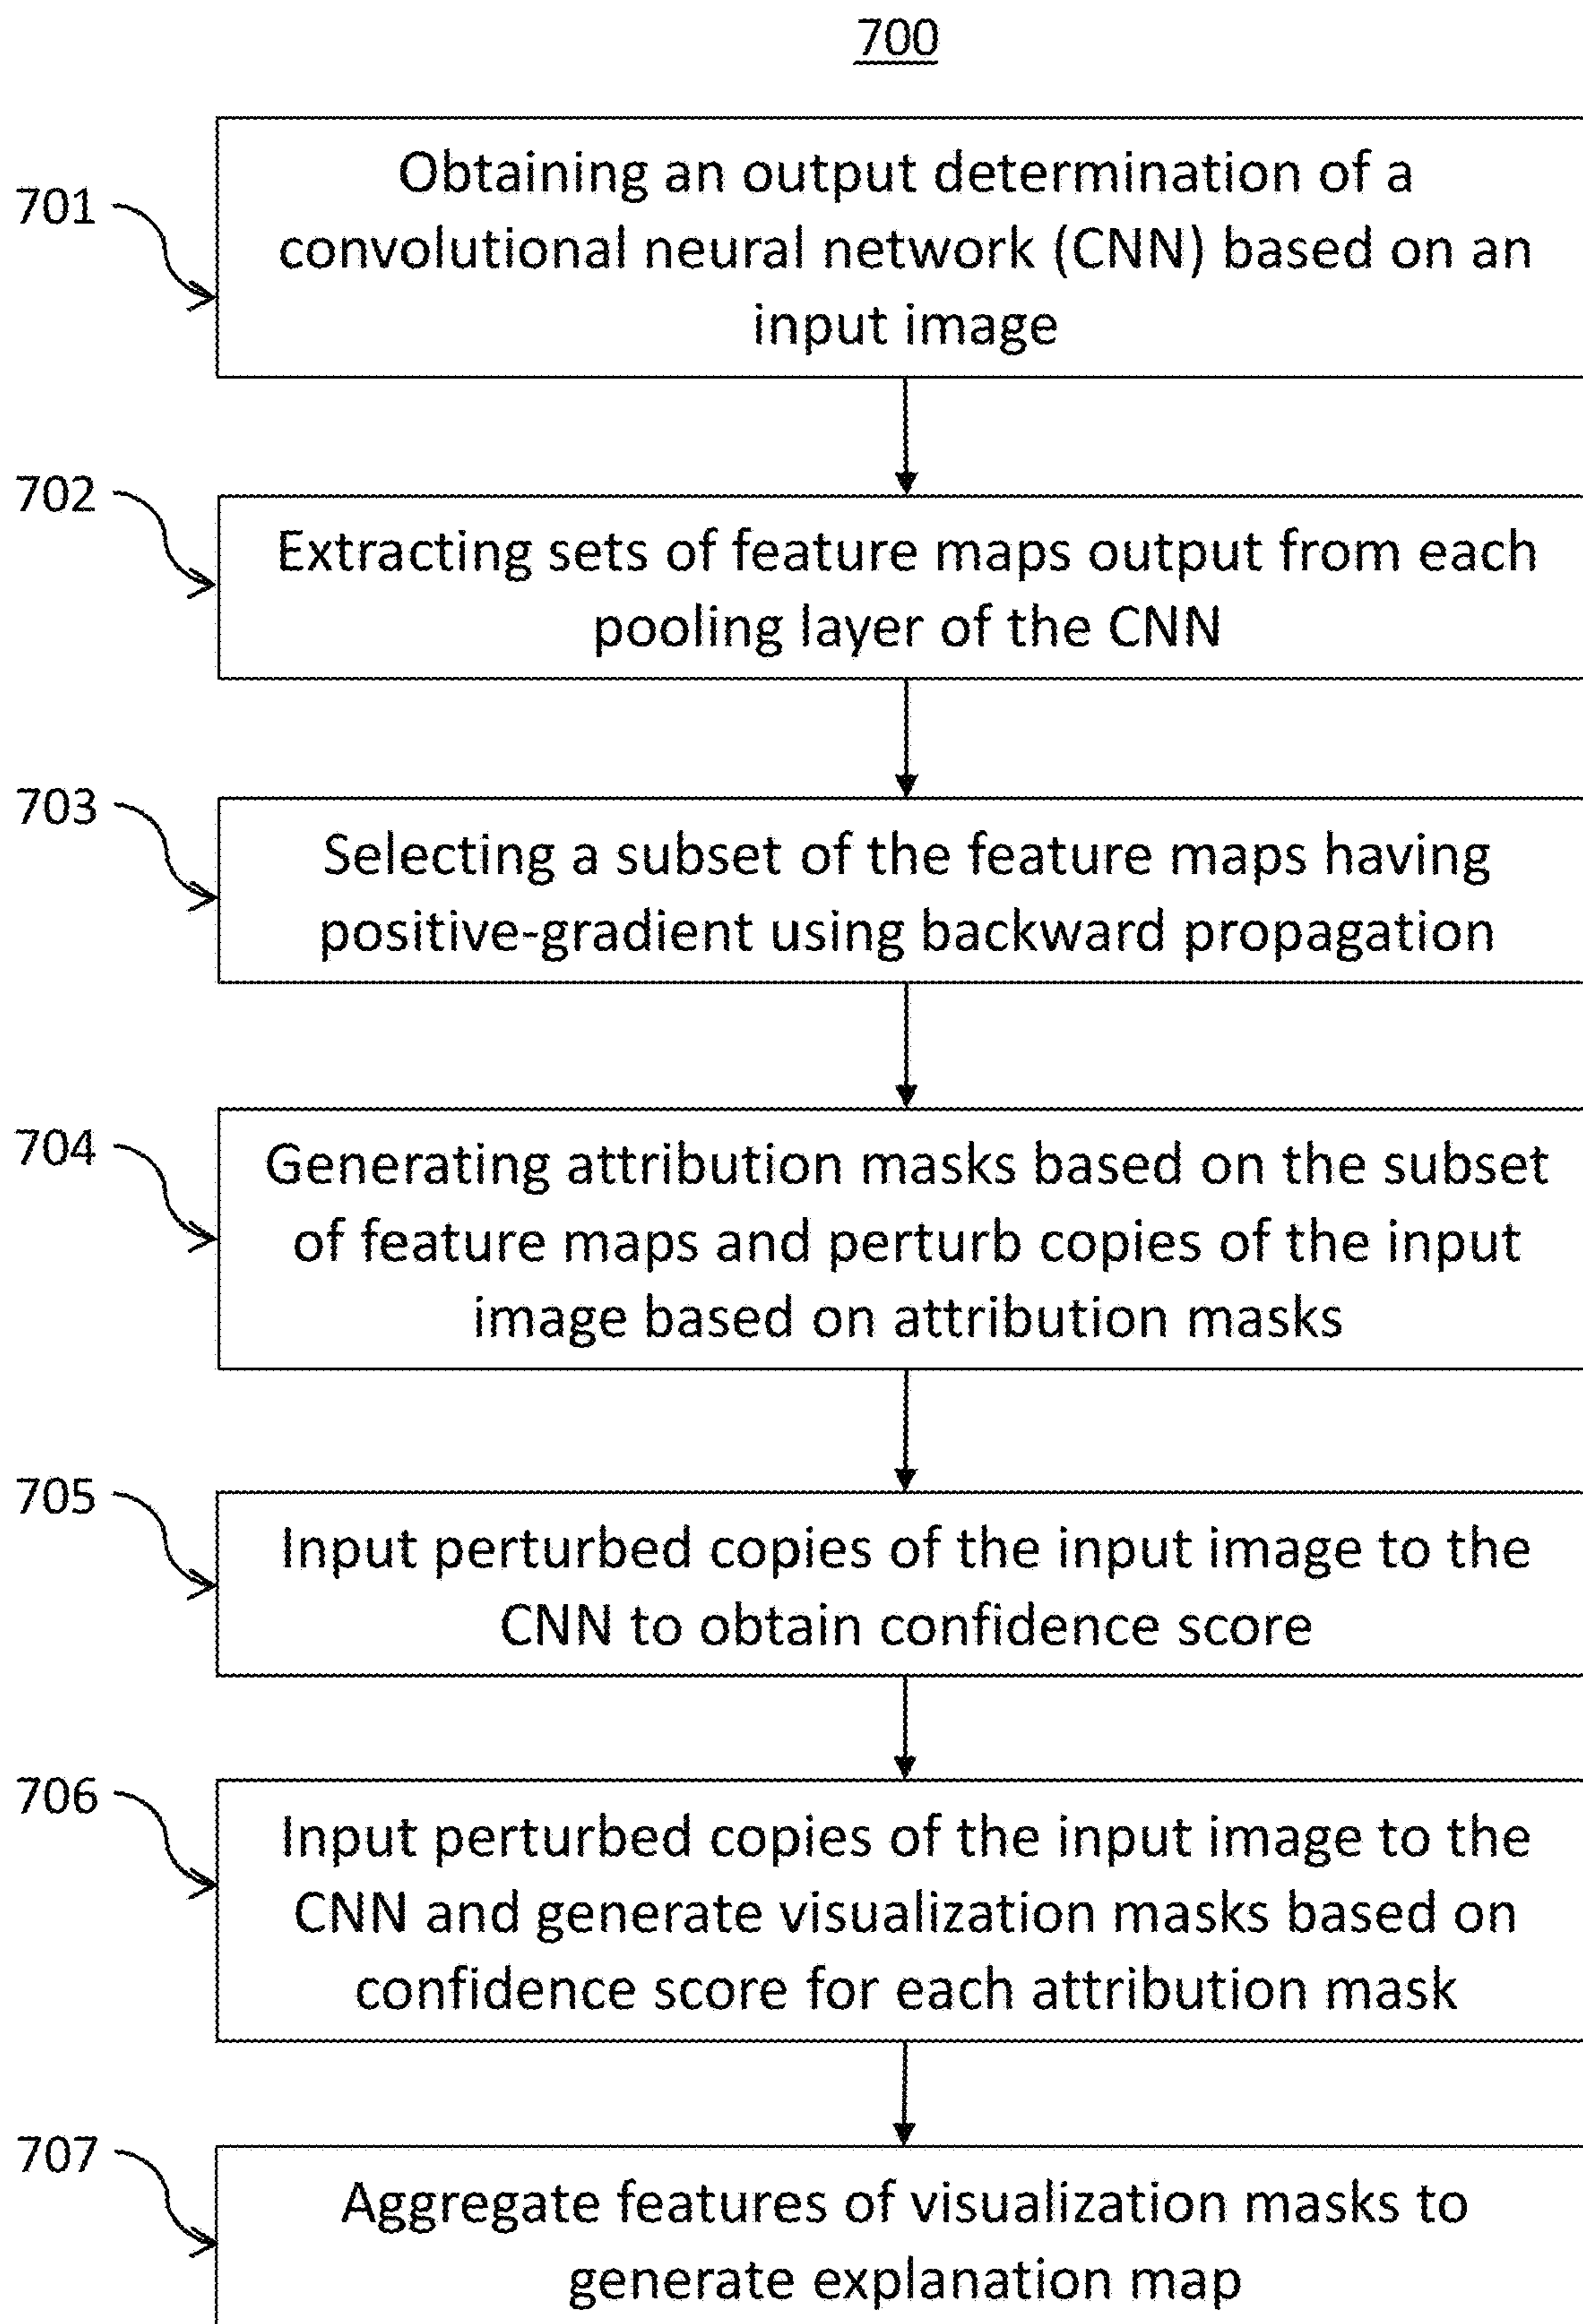 700
701
Obtaining an output determination of a
convolutional neural network (CNN) based on an
input image
702
Extracting sets of feature maps output from each
pooling layer of the CNN
703
Selecting a subset of the feature maps having
positive-gradient using backward propagation
704
Generating attribution masks based on the subset
of feature maps and perturb copies of the input
image based on attribution masks
705
Input perturbed copies of the input image to the
CNN to obtain confidence score
706
Input perturbed copies of the input image to the
CNN and generate visualization masks based on
confidence score for each attribution mask
707
Aggregate features of visualization masks to
generate explanation map